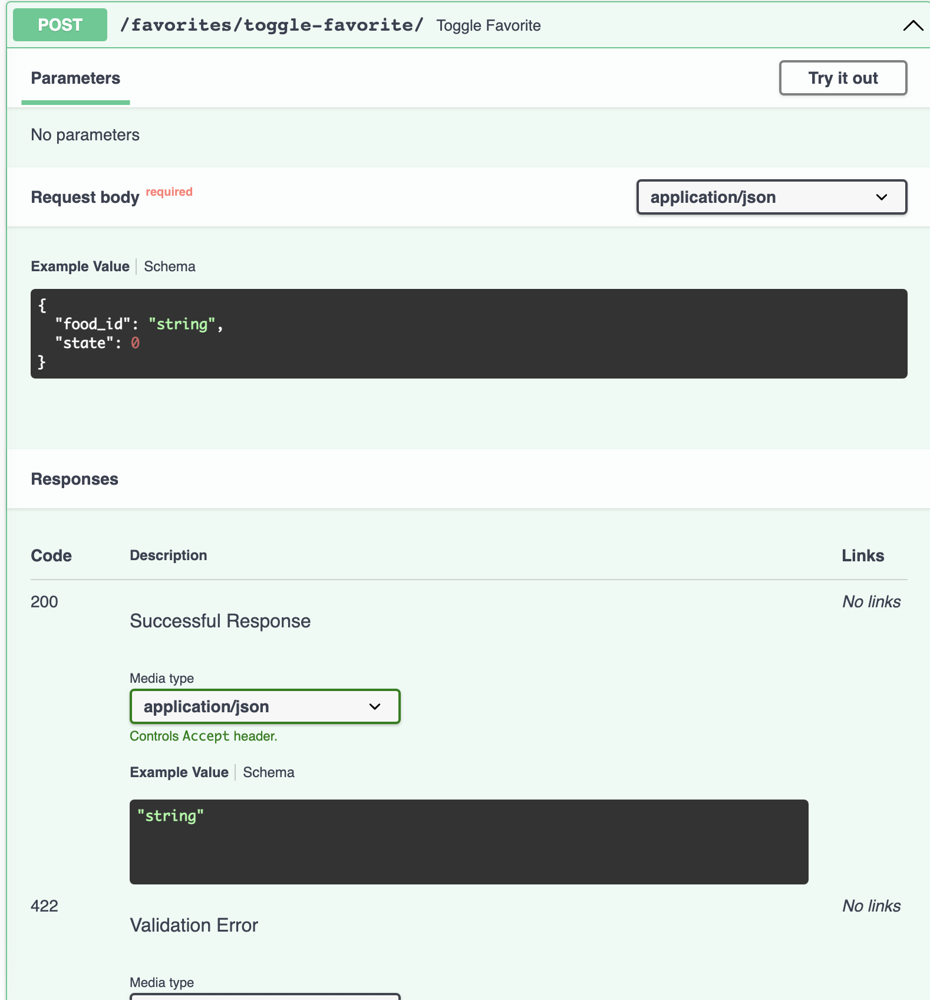 POST /favorites/toggle-favorite/ Toggle Favorite
Parameters
Try it out
No parameters
Request body required
application/json
Example Value Schema
{
  "food_id": "string",
  "state": 0
}
Responses
Code Description Links
200 No links
Successful Response
Media type
application/json
Controls Accept header.
Example Value Schema
"string"
422 No links
Validation Error
Media type